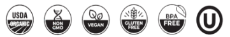 USDA
ORGANIC
NON
GMO
VEGAN
GLUTEN
FREE
BPA
FREE
U